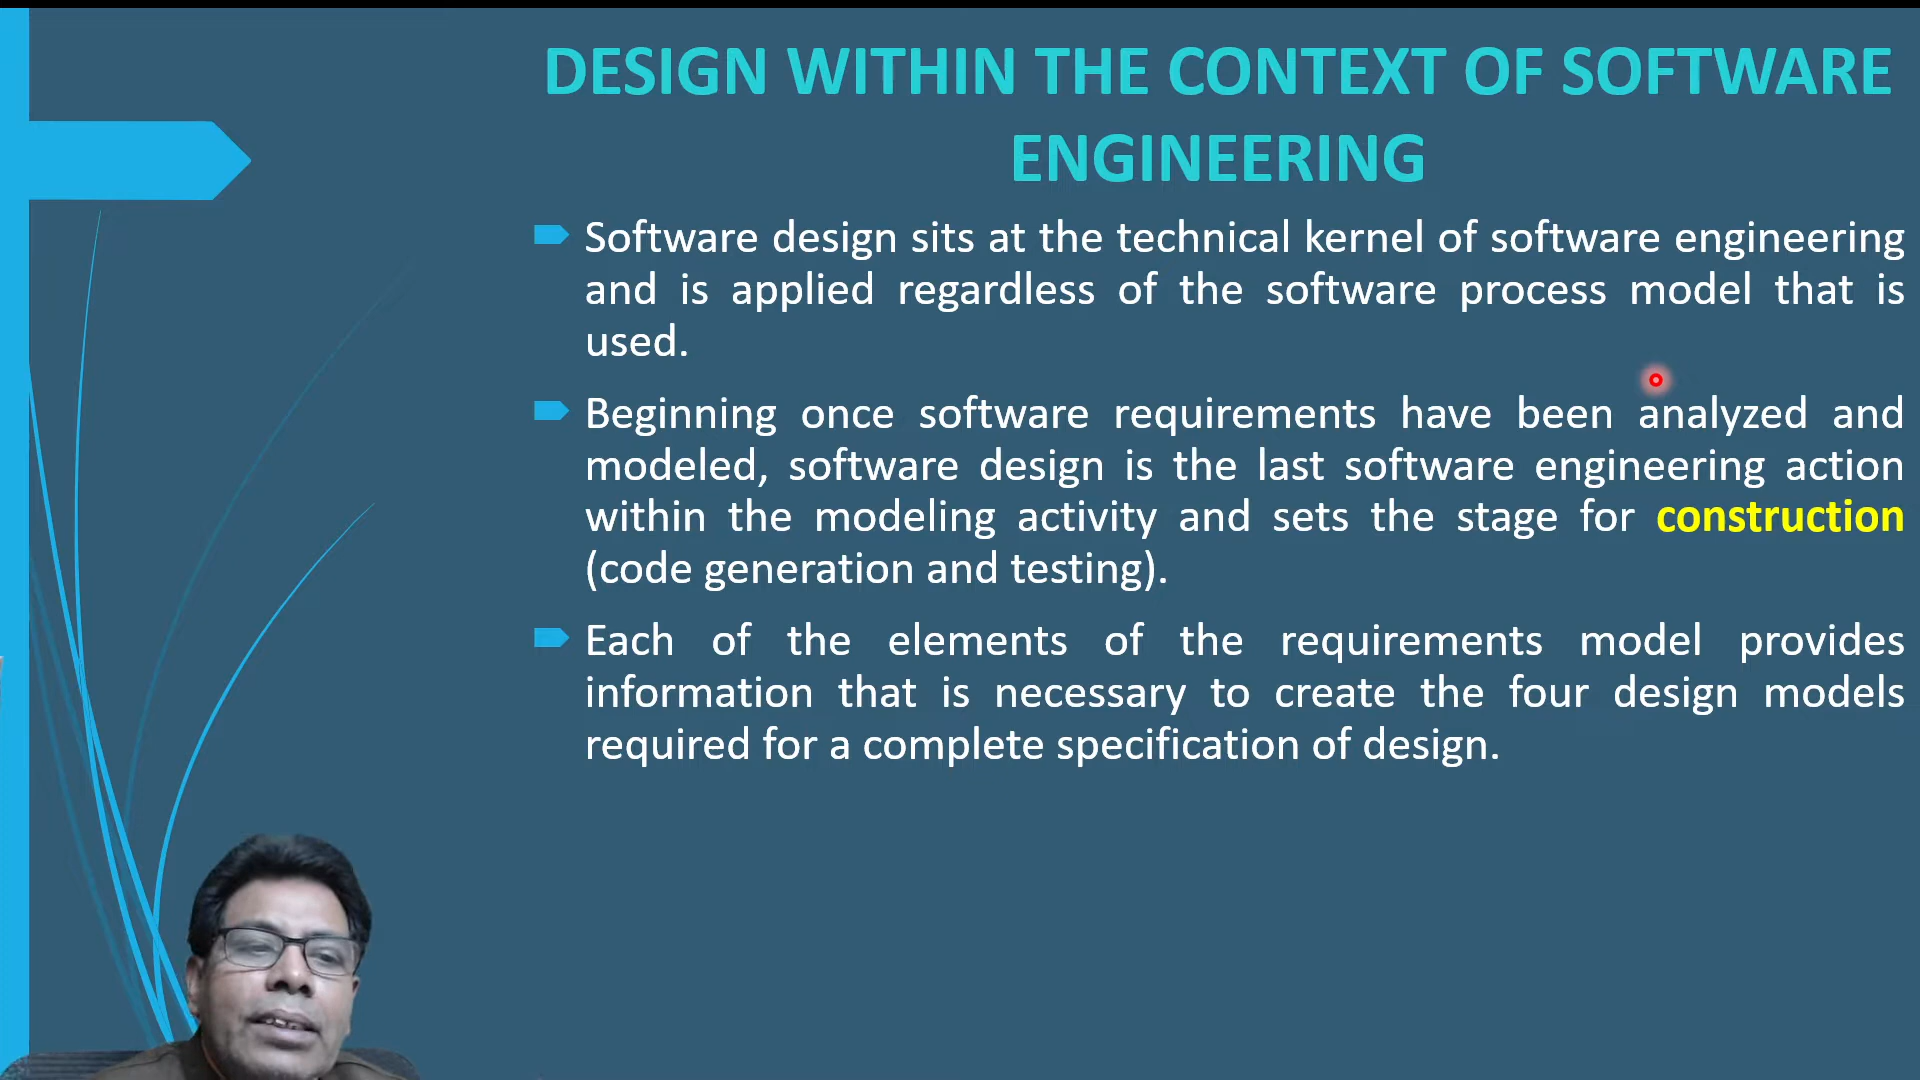 DESIGN WITHIN THE CONTEXT OF SOFTWARE
ENGINEERING
Software design sits at the technical kernel of software engineering
and is applied regardless of the software process model that is
used.
Beginning once software requirements have been analyzed and
modeled, software design is the last software engineering action
within the modeling activity and sets the stage for construction
(code generation and testing).
Each of the elements of the requirements model provides
information that is necessary to create the four design models
required for a complete specification of design.